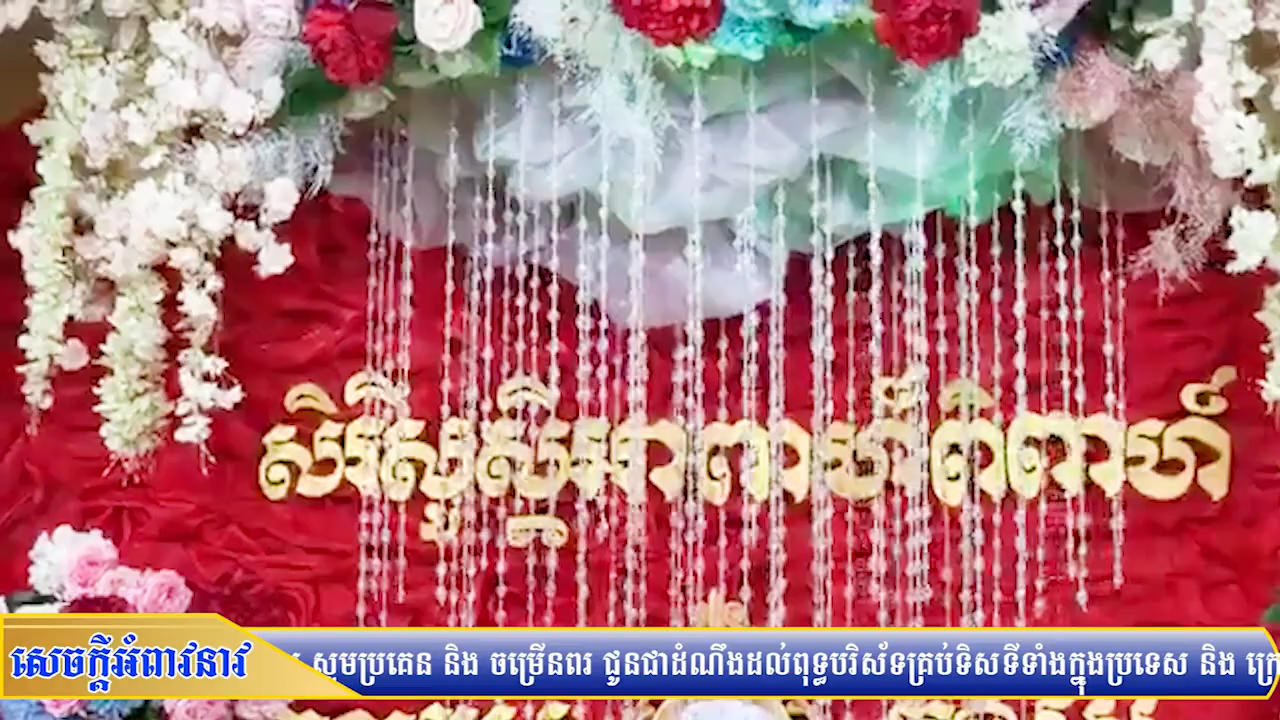 សិរីសួស្តីអាពាហ៍ពិពាហ៍
សេចក្តីអំពាវនាវ
សូមប្រគេន និង ចម្រើនពរ ជូនជាដំណឹងដល់ពុទ្ធបរិស័ទគ្រប់ទិសទីទាំងក្នុងប្រទេស និង ក្រៅ